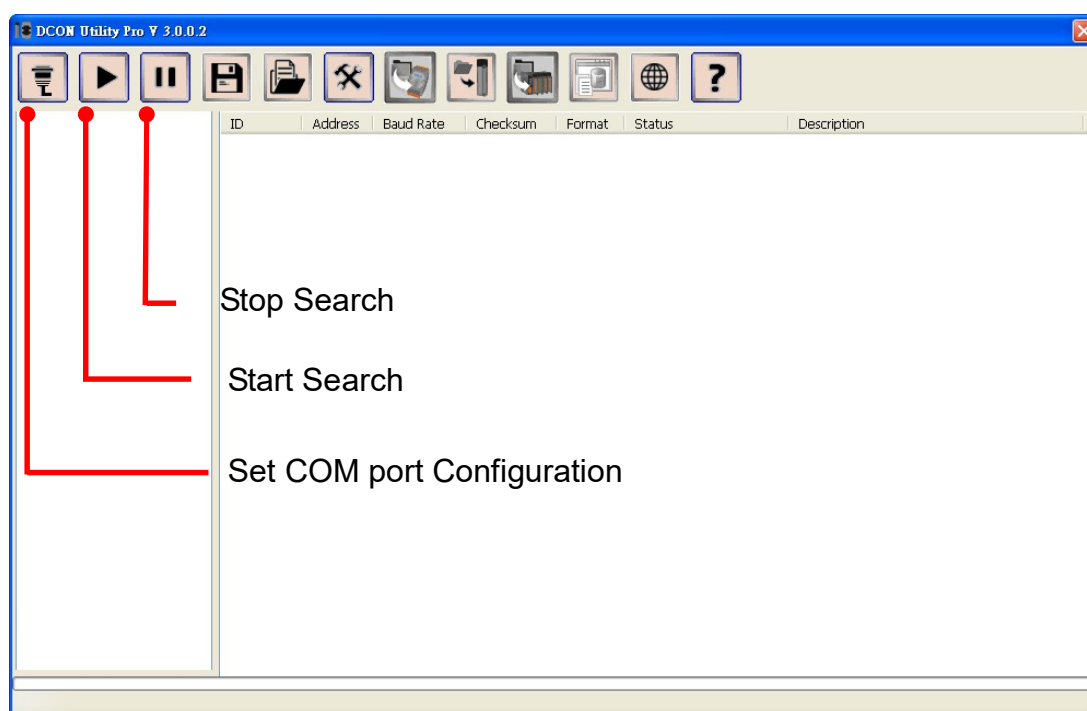 DCON Utility Pro V 3.0.0.2
?
ID Address Baud Rate Checksum Format Status Description
Stop Search
Start Search
Set COM port Configuration